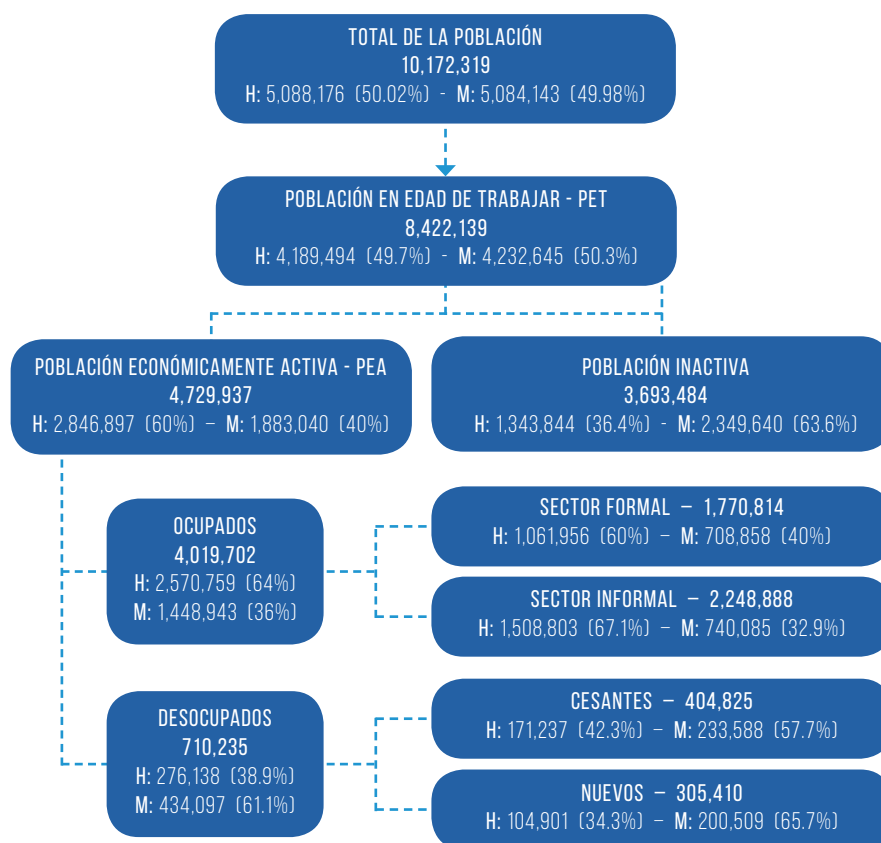 TOTAL DE LA POBLACIÓN
10,172,319
H: 5,088,176 (50.02%) - M: 5,084,143 (49.98%)
POBLACIÓN EN EDAD DE TRABAJAR - PET
8,422,139
H: 4,189,494 (49.7%) - M: 4,232,645 (50.3%)
POBLACIÓN ECONÓMICAMENTE ACTIVA - PEA
4,729,937
H: 2,846,897 (60%) – M: 1,883,040 (40%)
POBLACIÓN INACTIVA
3,693,484
H: 1,343,844 (36.4%) - M: 2,349,640 (63.6%)
OCUPADOS
4,019,702
H: 2,570,759 (64%)
M: 1,448,943 (36%)
SECTOR FORMAL – 1,770,814
H: 1,061,956 (60%) – M: 708,858 (40%)
SECTOR INFORMAL – 2,248,888
H: 1,508,803 (67.1%) – M: 740,085 (32.9%)
DESOCUPADOS
710,235
H: 276,138 (38.9%)
M: 434,097 (61.1%)
CESANTES – 404,825
H: 171,237 (42.3%) – M: 233,588 (57.7%)
NUEVOS – 305,410
H: 104,901 (34.3%) – M: 200,509 (65.7%)